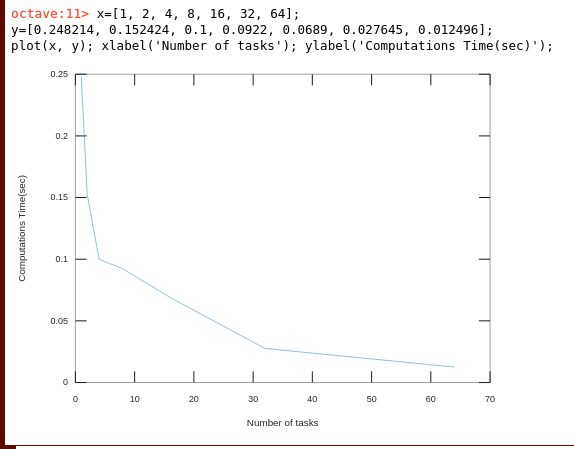 octave:11> x=[1, 2, 4, 8, 16, 32, 64];
y=[0.248214, 0.152424, 0.1, 0.0922, 0.0689, 0.027645, 0.012496];
plot(x, y); xlabel('Number of tasks'); ylabel('Computations Time(sec)');
0.25
0.2
0.15
0.1
0.05
0
Computations Time(sec)
0 10 20 30 40 50 60 70
Number of tasks